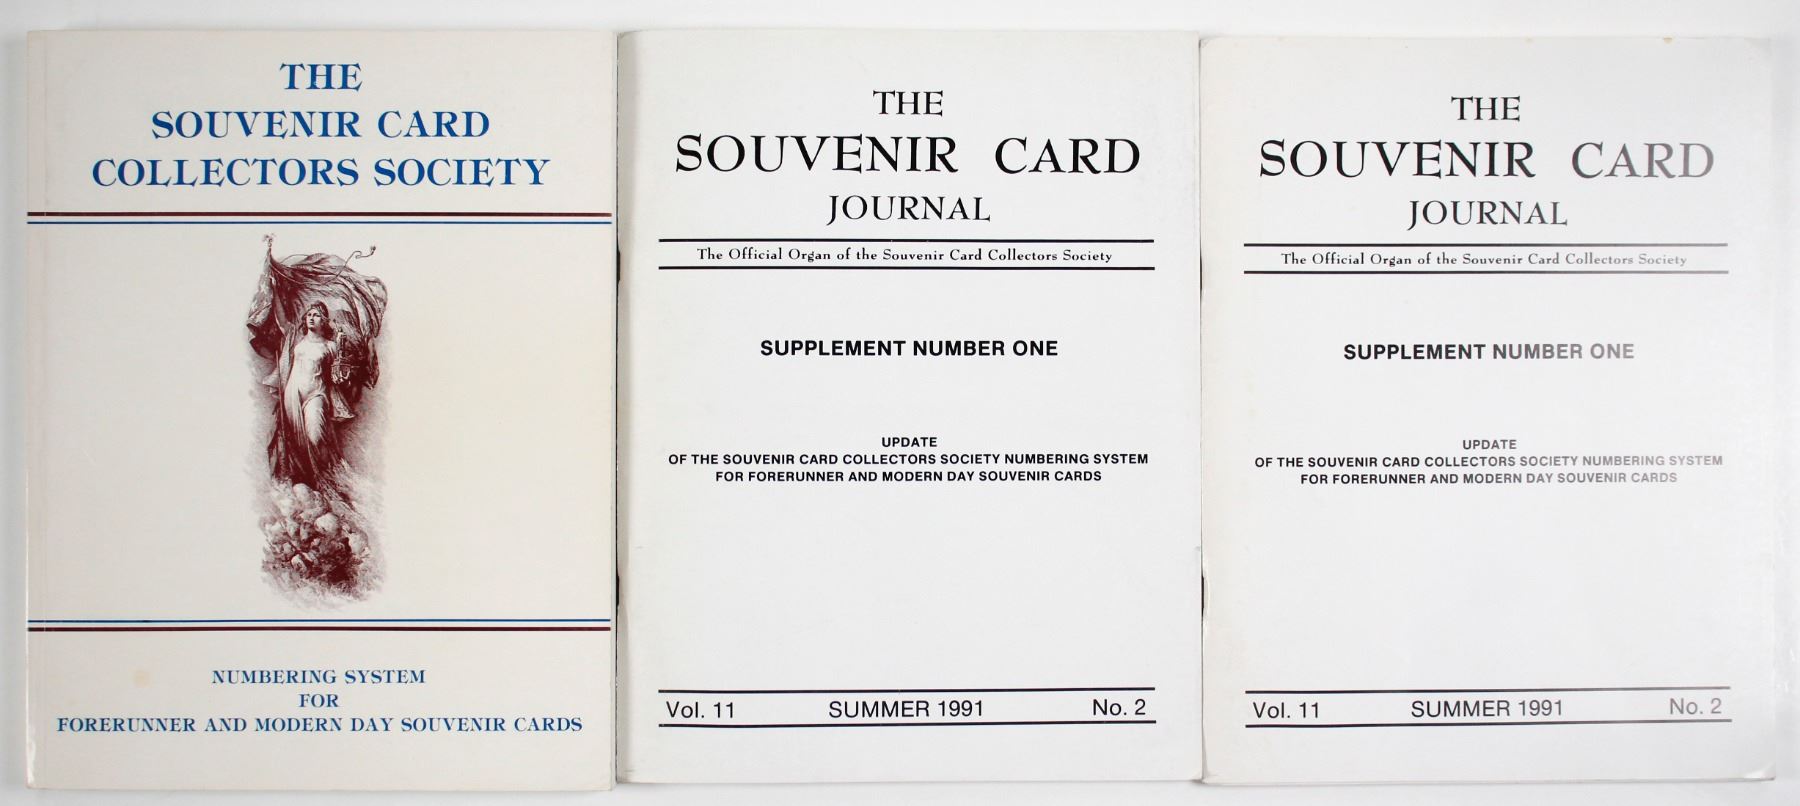 THE
SOUVENIR CARD
COLLECTORS SOCIETY
NUMBERING SYSTEM
FOR
FORERUNNER AND MODERN DAY SOUVENIR CARDS
THE
SOUVENIR CARD
JOURNAL
The Official Organ of the Souvenir Card Collectors Society
SUPPLEMENT NUMBER ONE
UPDATE
OF THE SOUVENIR CARD COLLECTORS SOCIETY NUMBERING SYSTEM
FOR FORERUNNER AND MODERN DAY SOUVENIR CARDS
Vol. 11 SUMMER 1991 No. 2
THE
SOUVENIR CARD
JOURNAL
The Official Organ of the Souvenir Card Collectors Society
SUPPLEMENT NUMBER ONE
UPDATE
OF THE SOUVENIR CARD COLLECTORS SOCIETY NUMBERING SYSTEM
FOR FORERUNNER AND MODERN DAY SOUVENIR CARDS
Vol. 11 SUMMER 1991 No. 2